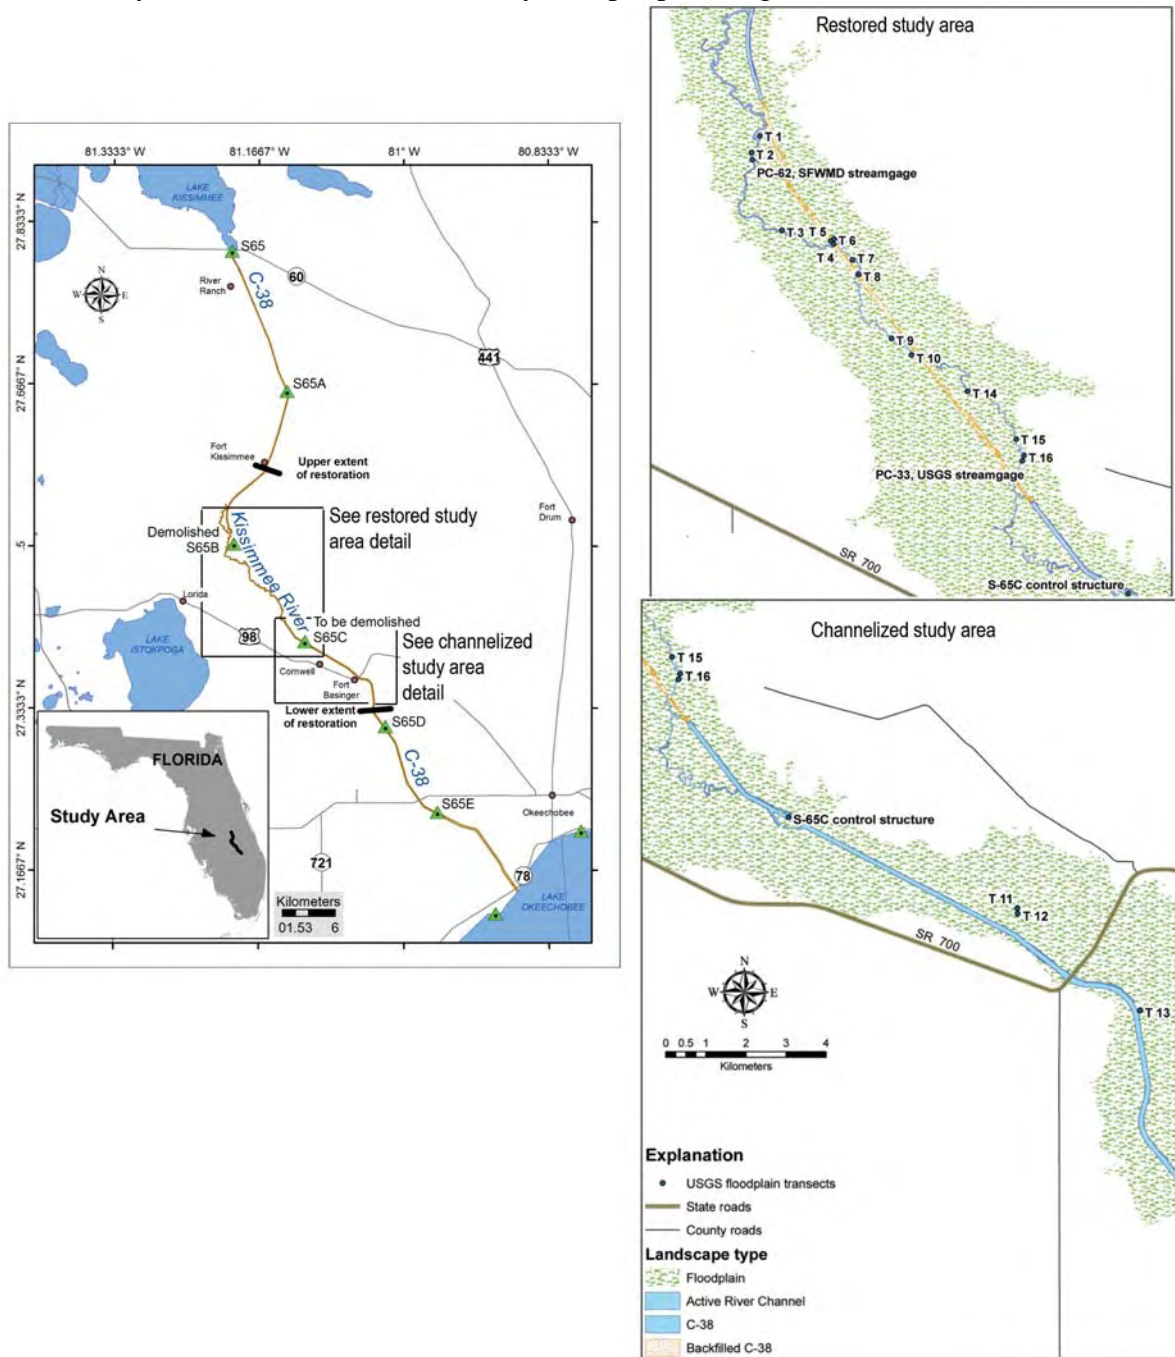 81.3333° W
81.1667° W
81° W
80.8333° W
27.8333° N
27.6667° N
.5
27.3333° N
27.1667° N
LAKE
KISSIMMEE
S65
60
River
Ranch
C-38
N
W
E
S
441
S65A
Fort
Kissimmee
Upper extent
of restoration
Fort
Drum
See restored study
area detail
Demolished
S65B
Kissimmee River
Lorida
To be demolished
S65C
98
LAKE
ISTOKPOGA
Cornwell
See channelized
study area
detail
Fort
Basinger
Lower extent
of restoration
S65D
C-38
FLORIDA
Study Area
S65E
Okeechobee
721
78
Kilometers
01.53 6
LAKE
OKEECHOBEE
Restored study area
T 1
T 2
PC-62, SFWMD streamgage
T 3
T 5
T 6
T 4
T 7
T 8
T 9
T 10
T 14
T 15
T 16
PC-33, USGS streamgage
SR 700
S-65C control structure
Channelized study area
T 15
T 16
S-65C control structure
T 11
T 12
SR 700
N
W
E
S
T 13
0 0.5 1 2 3 4
Kilometers
Explanation
USGS floodplain transects
State roads
County roads
Landscape type
Floodplain
Active River Channel
C-38
Backfilled C-38